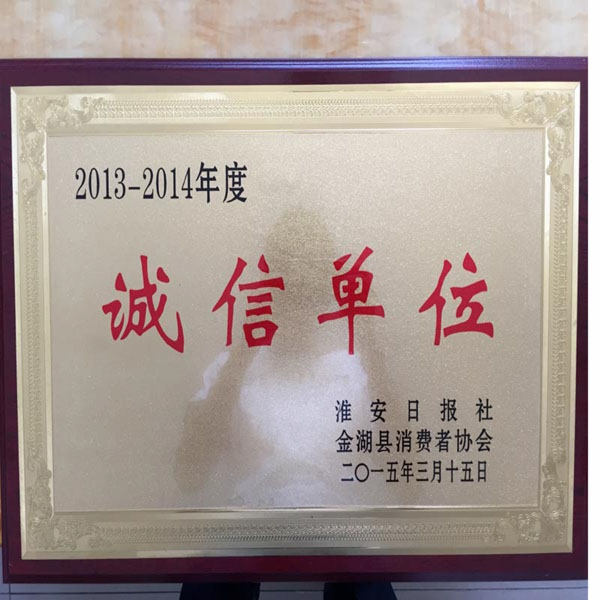 2013-2014年度
诚信单位
淮安日报社
金湖县消费者协会
二〇一五年三月十五日